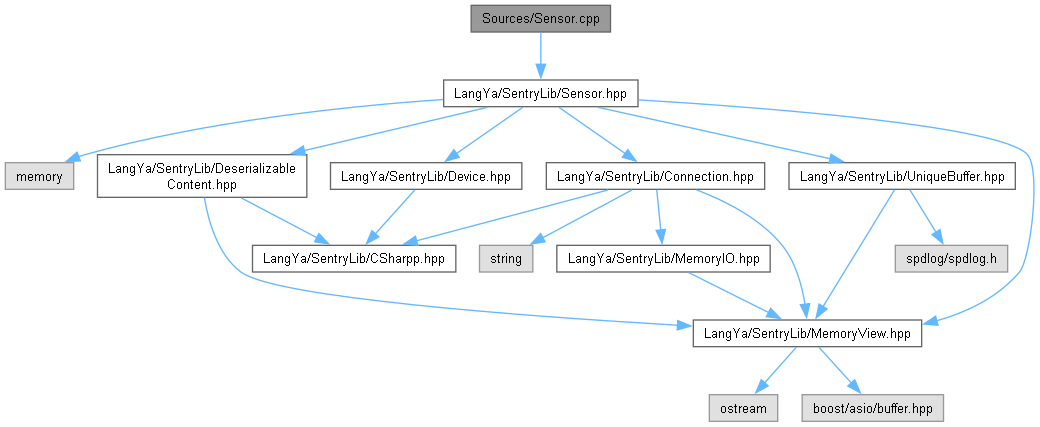 Sources/Sensor.cpp
LangYa/SentryLib/Sensor.hpp
memory
LangYa/SentryLib/Deserializable
Content.hpp
LangYa/SentryLib/Device.hpp
LangYa/SentryLib/Connection.hpp
LangYa/SentryLib/UniqueBuffer.hpp
LangYa/SentryLib/CSharpp.hpp
string
LangYa/SentryLib/MemoryIO.hpp
spdlog/spdlog.h
LangYa/SentryLib/MemoryView.hpp
ostream
boost/asio/buffer.hpp